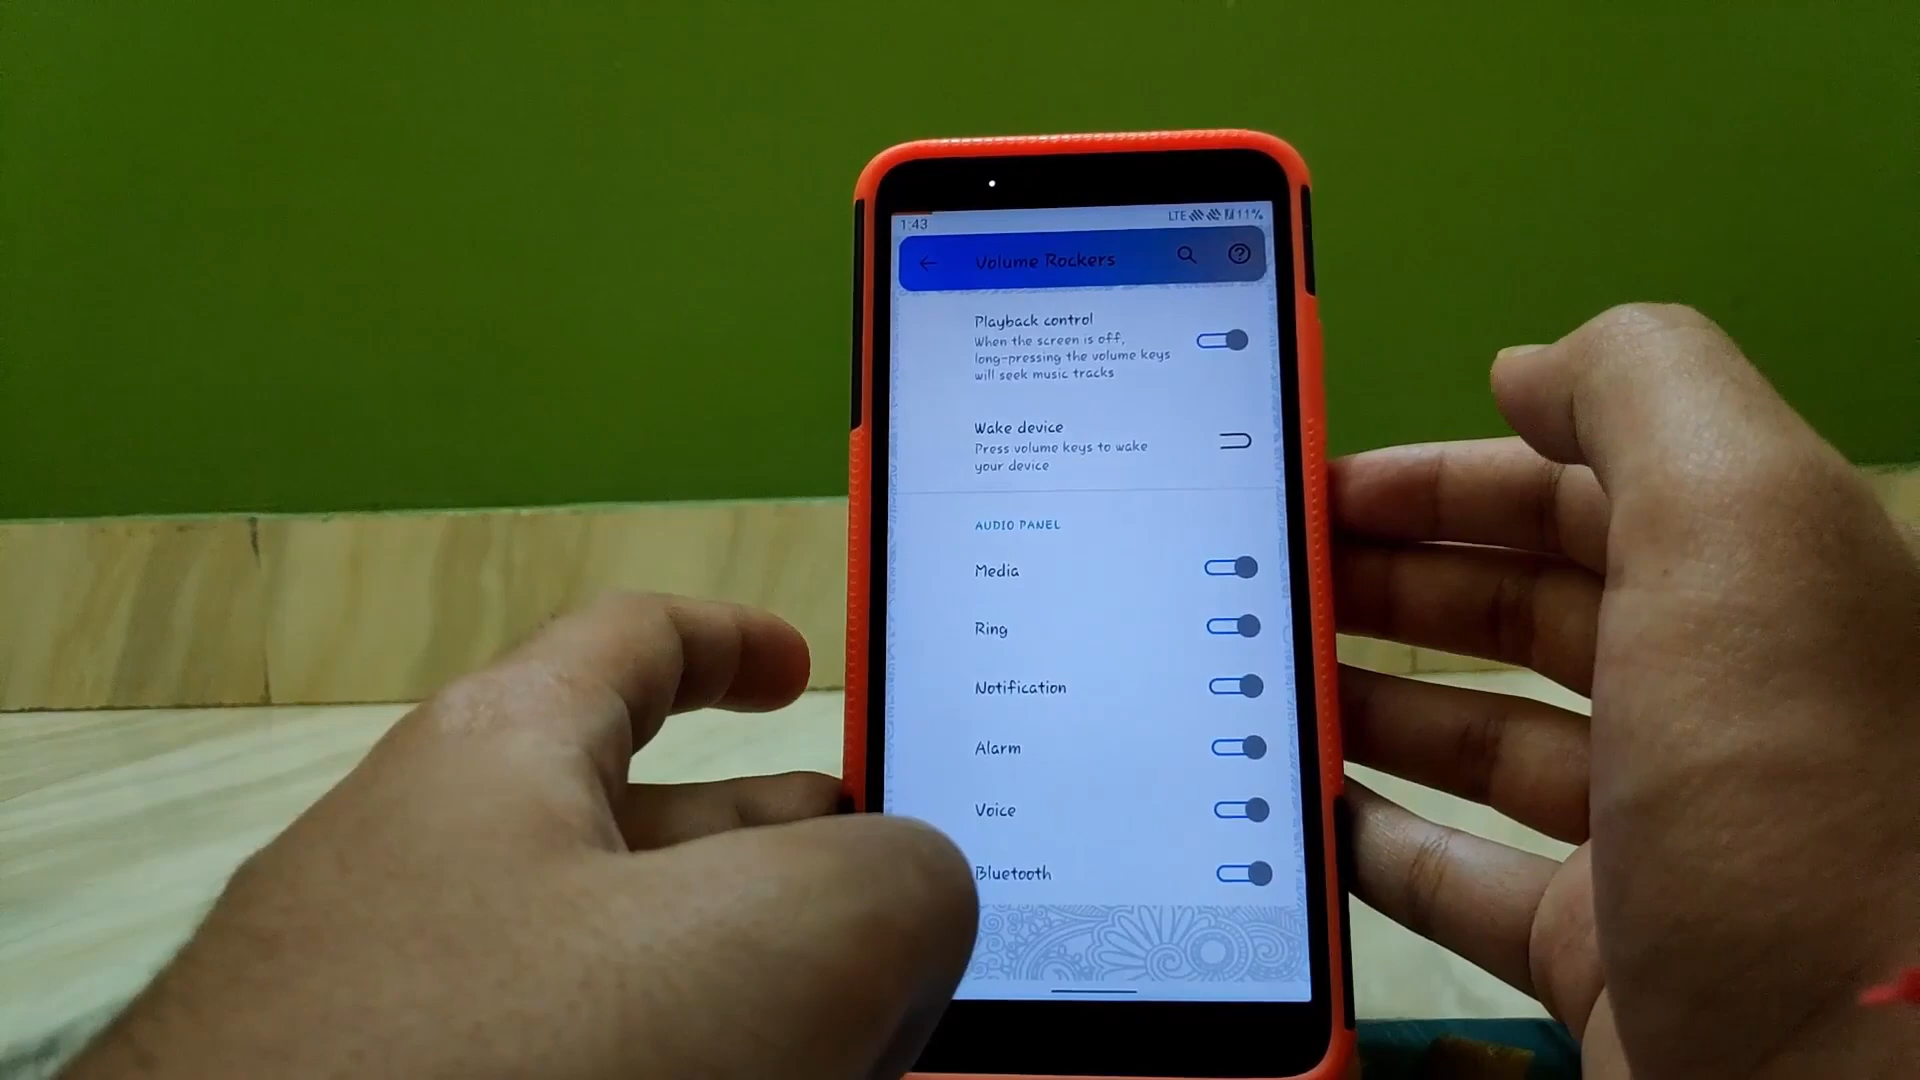 1:43
LTE 11%
Volume Rockers
Playback control
When the screen is off,
long-pressing the volume keys
will seek music tracks
Wake device
Press volume keys to wake
your device
AUDIO PANEL
Media
Ring
Notification
Alarm
Voice
Bluetooth